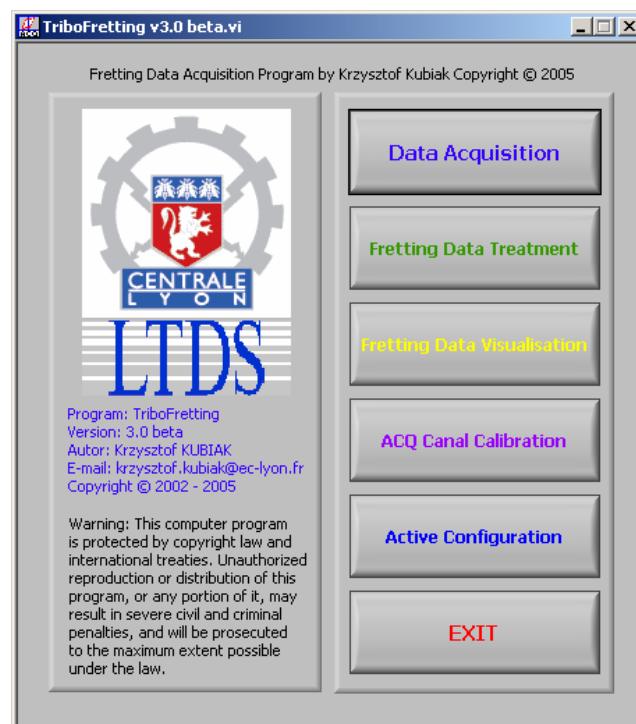 TriboFretting v3.0 beta.vi
Fretting Data Acquisition Program by Krzysztof Kubiak Copyright © 2005
CENTRALE
LYON
LTDS
Program: TriboFretting
Version: 3.0 beta
Autor: Krzysztof KUBIAK
E-mail: krzysztof.kubiak@ec-lyon.fr
Copyright © 2002 - 2005
Warning: This computer program
is protected by copyright law and
international treaties. Unauthorized
reproduction or distribution of this
program, or any portion of it, may
result in severe civil and criminal
penalties, and will be prosecuted
to the maximum extent possible
under the law.
Data Acquisition
Fretting Data Treatment
Fretting Data Visualisation
ACQ Canal Calibration
Active Configuration
EXIT